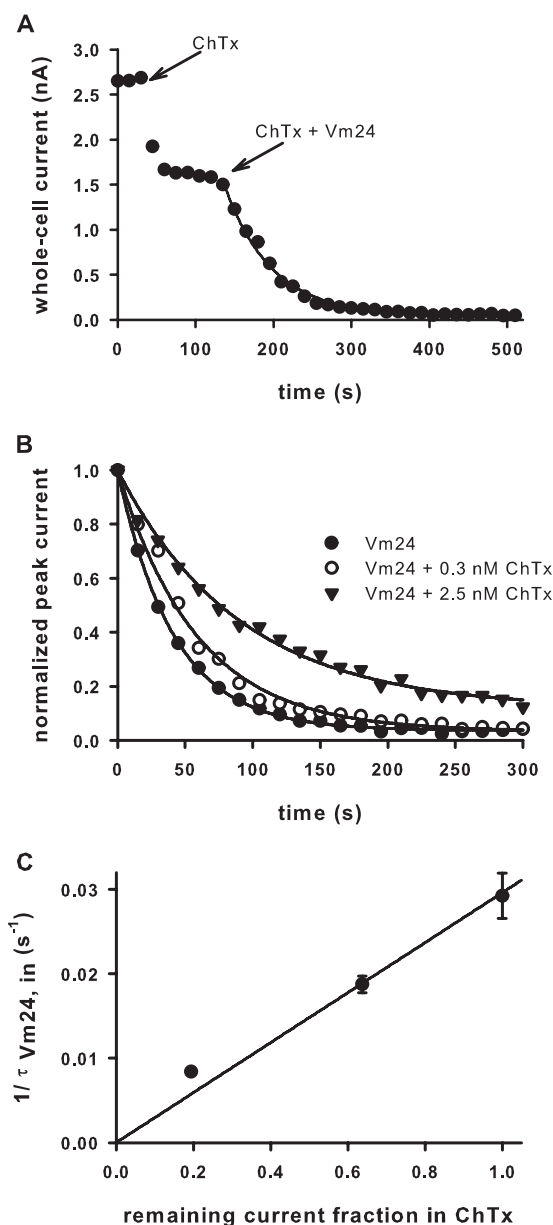 A
ChTx
ChTx + Vm24
whole-cell current (nA)
3.0
2.5
2.0
1.5
1.0
0.5
0.0
0 100 200 300 400 500
time (s)
B
normalized peak current
1.0
0.8
0.6
0.4
0.2
0.0
Vm24
Vm24 + 0.3 nM ChTx
Vm24 + 2.5 nM ChTx
0 50 100 150 200 250 300
time (s)
C
1/ τ Vm24, in (s-1)
0.03
0.02
0.01
0.00
0.0 0.2 0.4 0.6 0.8 1.0
remaining current fraction in ChTx